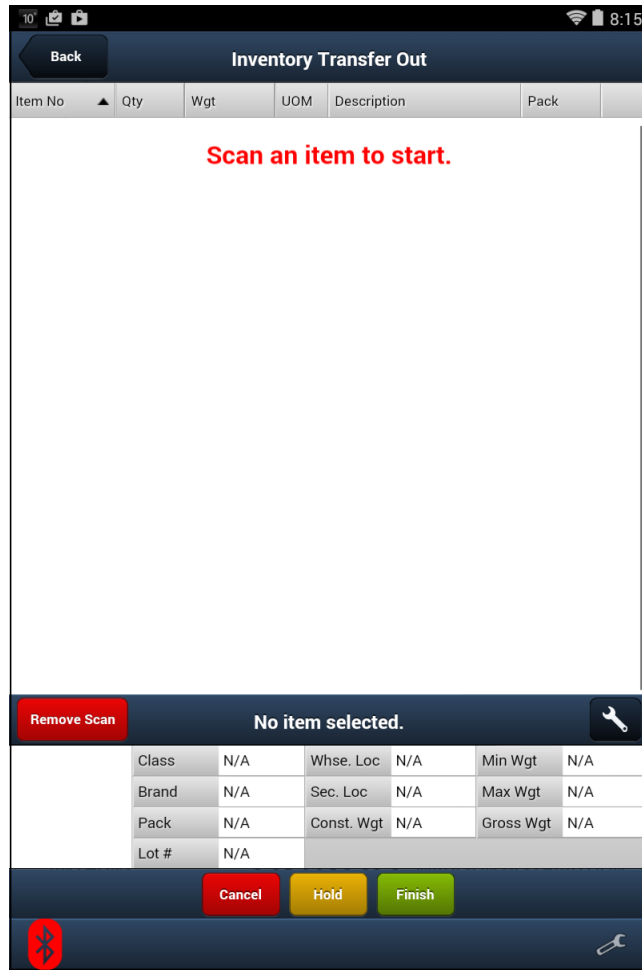 10° 8:15
Back Inventory Transfer Out
Item No Qty Wgt UOM Description Pack
Scan an item to start.
Remove Scan No item selected.
Class N/A Whse. Loc N/A Min Wgt N/A
Brand N/A Sec. Loc N/A Max Wgt N/A
Pack N/A Const. Wgt N/A Gross Wgt N/A
Lot # N/A
Cancel Hold Finish